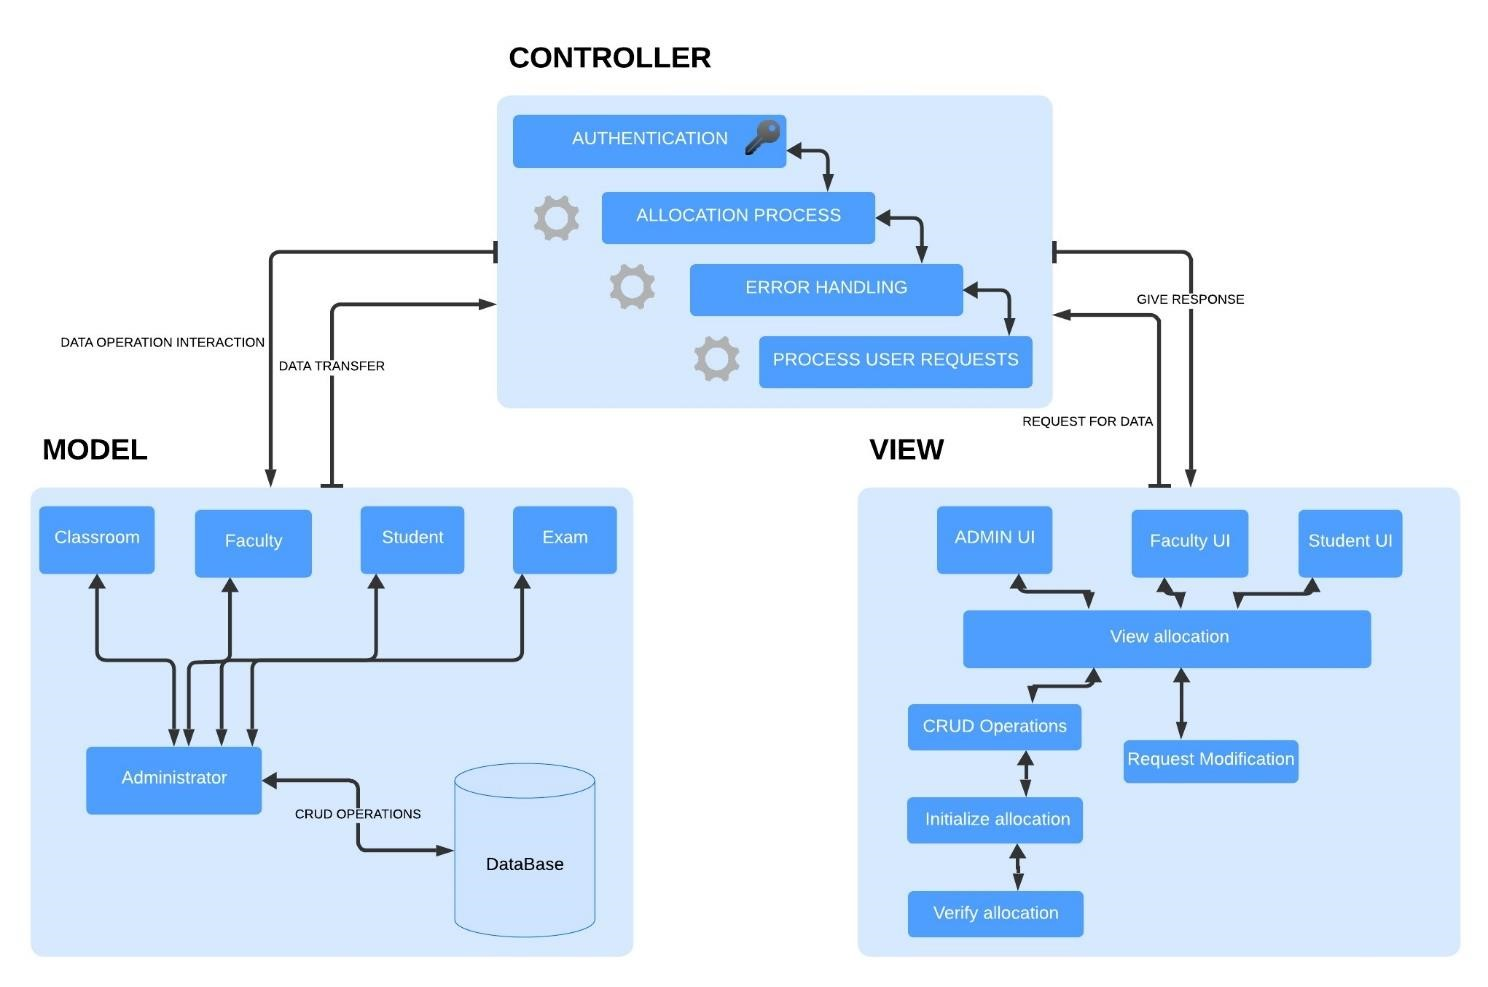 CONTROLLER
AUTHENTICATION
ALLOCATION PROCESS
ERROR HANDLING
PROCESS USER REQUESTS
DATA OPERATION INTERACTION
DATA TRANSFER
GIVE RESPONSE
REQUEST FOR DATA
MODEL
Classroom
Faculty
Student
Exam
Administrator
CRUD OPERATIONS
DataBase
VIEW
ADMIN UI
Faculty UI
Student UI
View allocation
CRUD Operations
Request Modification
Initialize allocation
Verify allocation